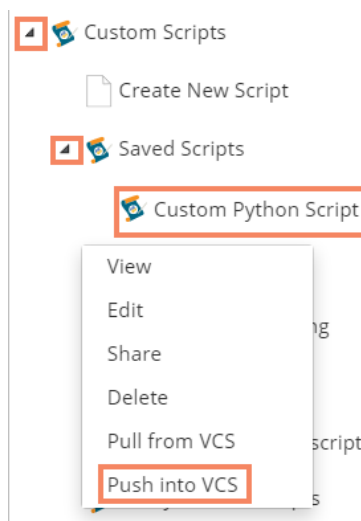 Custom Scripts
Create New Script
Saved Scripts
Custom Python Script
View
Edit
Share
Delete
Pull from VCS
Push into VCS